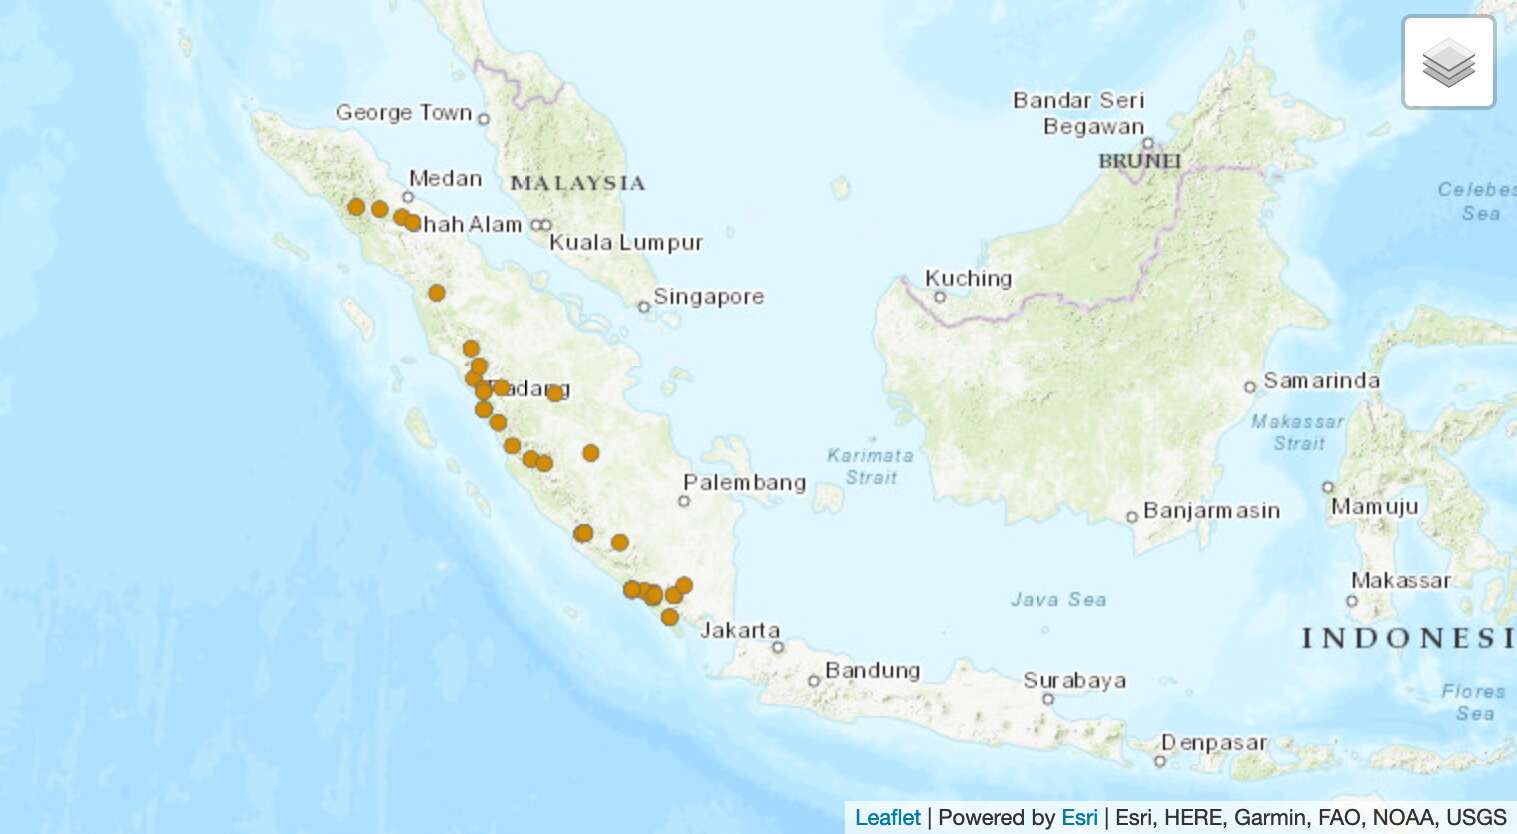 George Town
Medan
MALAYSIA
hah Alam
Kuala Lumpur
Singapore
Bandar Seri
Begawan
BRUNEI
Celebes
Sea
Kuching
Padang
Samarinda
Makassar
Strait
Karimata
Strait
Palembang
Banjarmasin
Mamuju
Makassar
Java Sea
Jakarta
INDONESI
Bandung
Surabaya
Flores
Sea
Denpasar
Leaflet | Powered by Esri | Esri, HERE, Garmin, FAO, NOAA, USGS